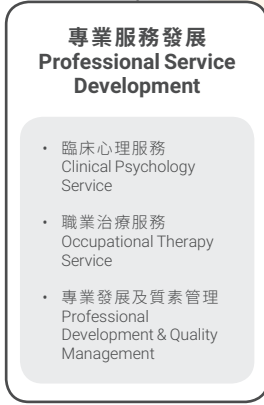 專業服務發展
Professional Service
Development
• 臨床心理服務
Clinical Psychology
Service
• 職業治療服務
Occupational Therapy
Service
• 專業發展及質素管理
Professional
Development & Quality
Management